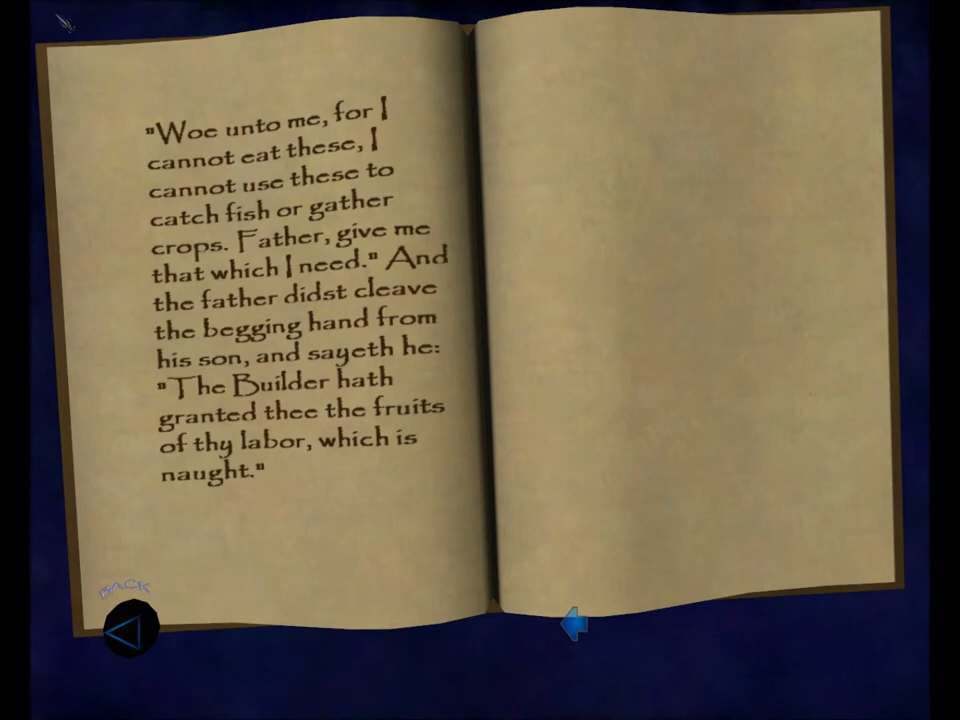 "Woe unto me, for I
cannot eat these, I
cannot use these to
catch fish or gather
crops. Father, give me
that which I need." And
the father didst cleave
the begging hand from
his son, and sayeth he:
"The Builder hath
granted thee the fruits
of thy labor, which is
naught."
BACK